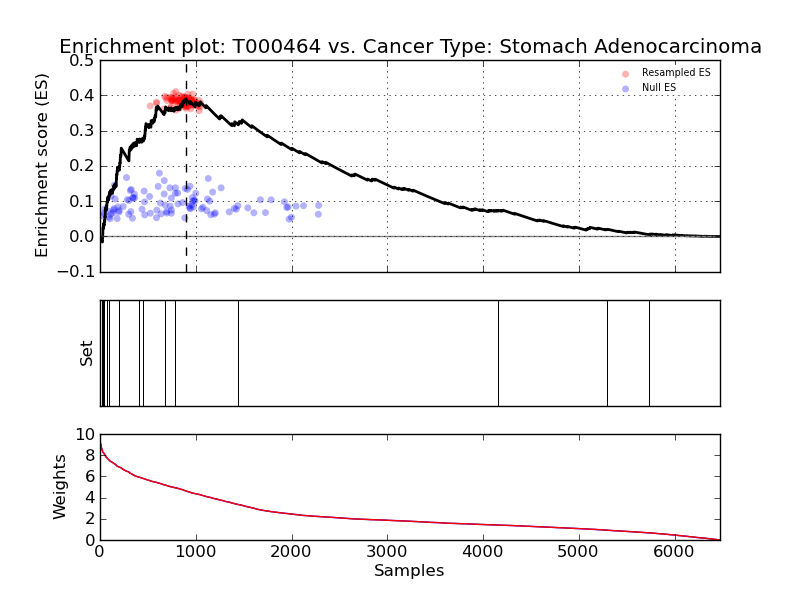 Enrichment plot: T000464 vs. Cancer Type: Stomach Adenocarcinoma
0.5
0.4
0.3
0.2
0.1
0.0
−0.1
Enrichment score (ES)
Resampled ES
Null ES
Set
10
8
6
4
2
0
Weights
0 1000 2000 3000 4000 5000 6000
Samples